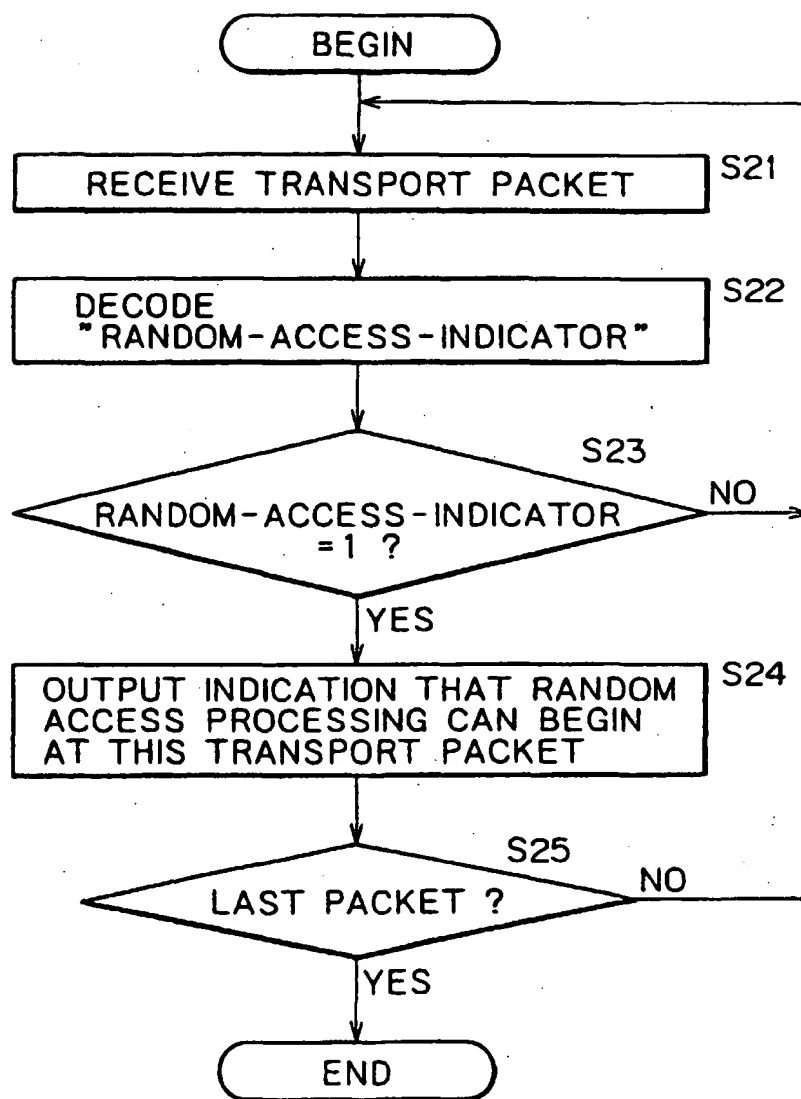 BEGIN
RECEIVE TRANSPORT PACKET
S21
DECODE
"RANDOM-ACCESS-INDICATOR"
S22
S23
RANDOM-ACCESS-INDICATOR
=1 ?
NO
YES
OUTPUT INDICATION THAT RANDOM
ACCESS PROCESSING CAN BEGIN
AT THIS TRANSPORT PACKET
S24
S25
LAST PACKET ?
NO
YES
END